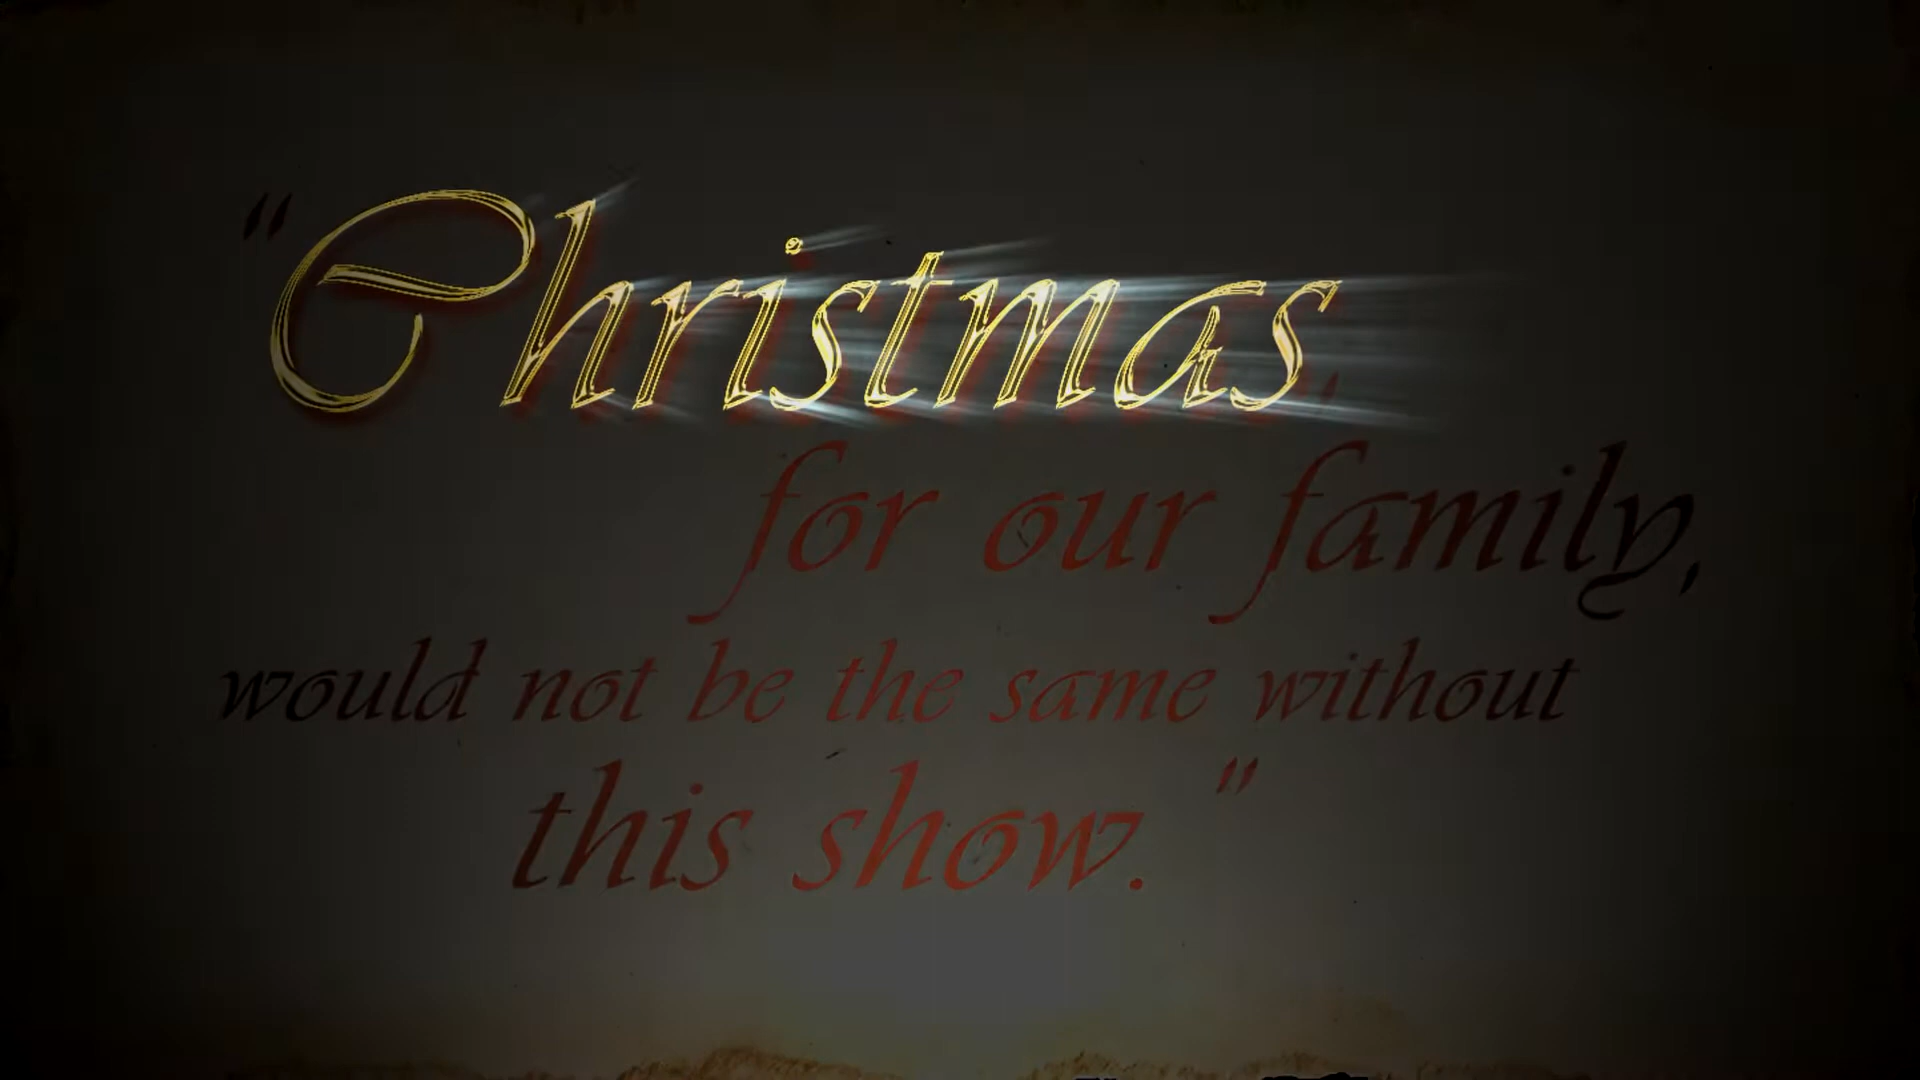 "Christmas
for our family,
would not be the same without
this show."